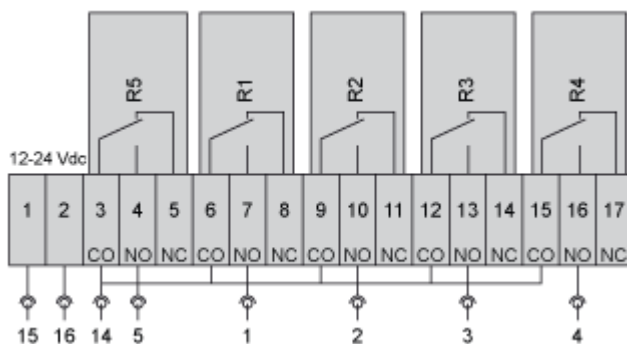 R5 R1 R2 R3 R4
12-24 Vdc
1 2 3 4 5 6 7 8 9 10 11 12 13 14 15 16 17
CO NO NC CO NO NC CO NO NC CO NO NC CO NO NC
15 16 14 5 1 2 3 4